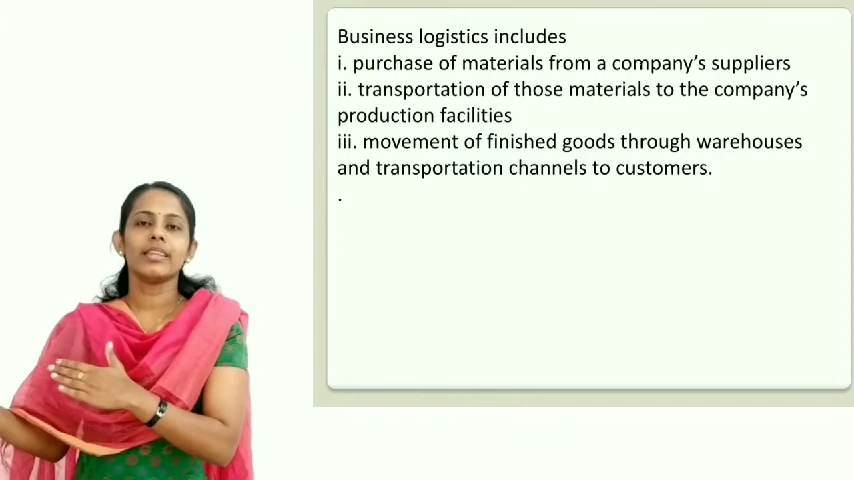 Business logistics includes
i. purchase of materials from a company’s suppliers
ii. transportation of those materials to the company’s
production facilities
iii. movement of finished goods through warehouses
and transportation channels to customers.
.